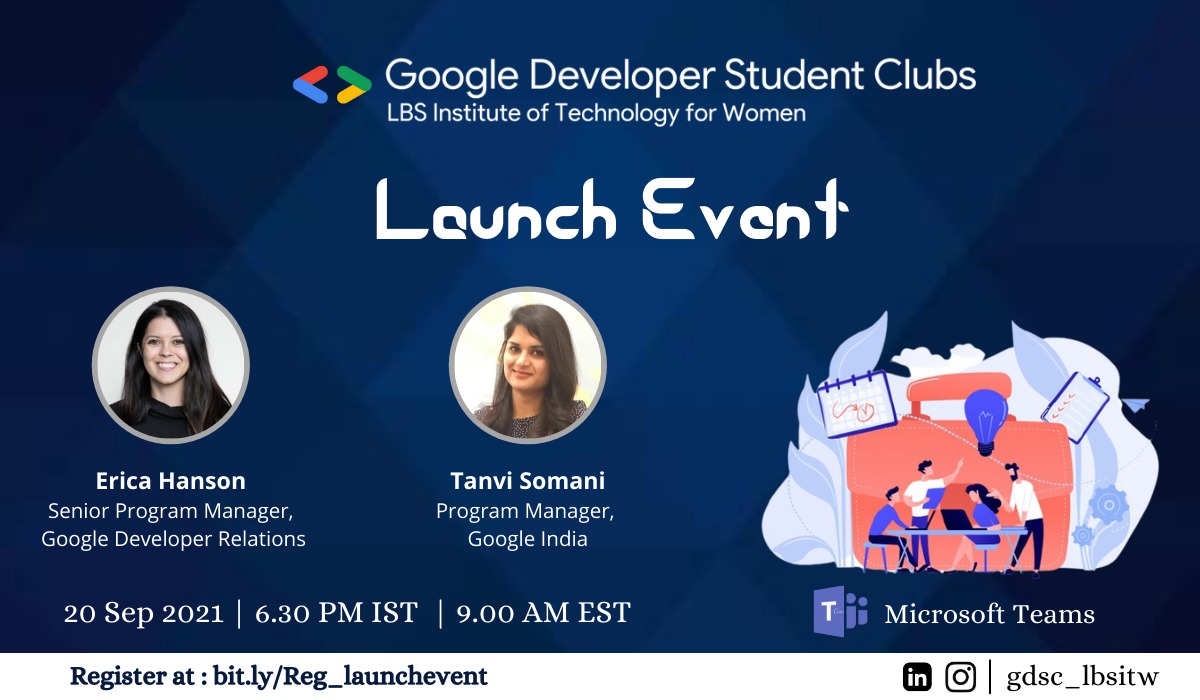 Google Developer Student Clubs
LBS Institute of Technology for Women
Launch Event
Erica Hanson
Senior Program Manager,
Google Developer Relations
Tanvi Somani
Program Manager,
Google India
20 Sep 2021 | 6.30 PM IST | 9.00 AM EST
T
Microsoft Teams
Register at : bit.ly/Reg_launchevent
in | gdsc_lbsitw